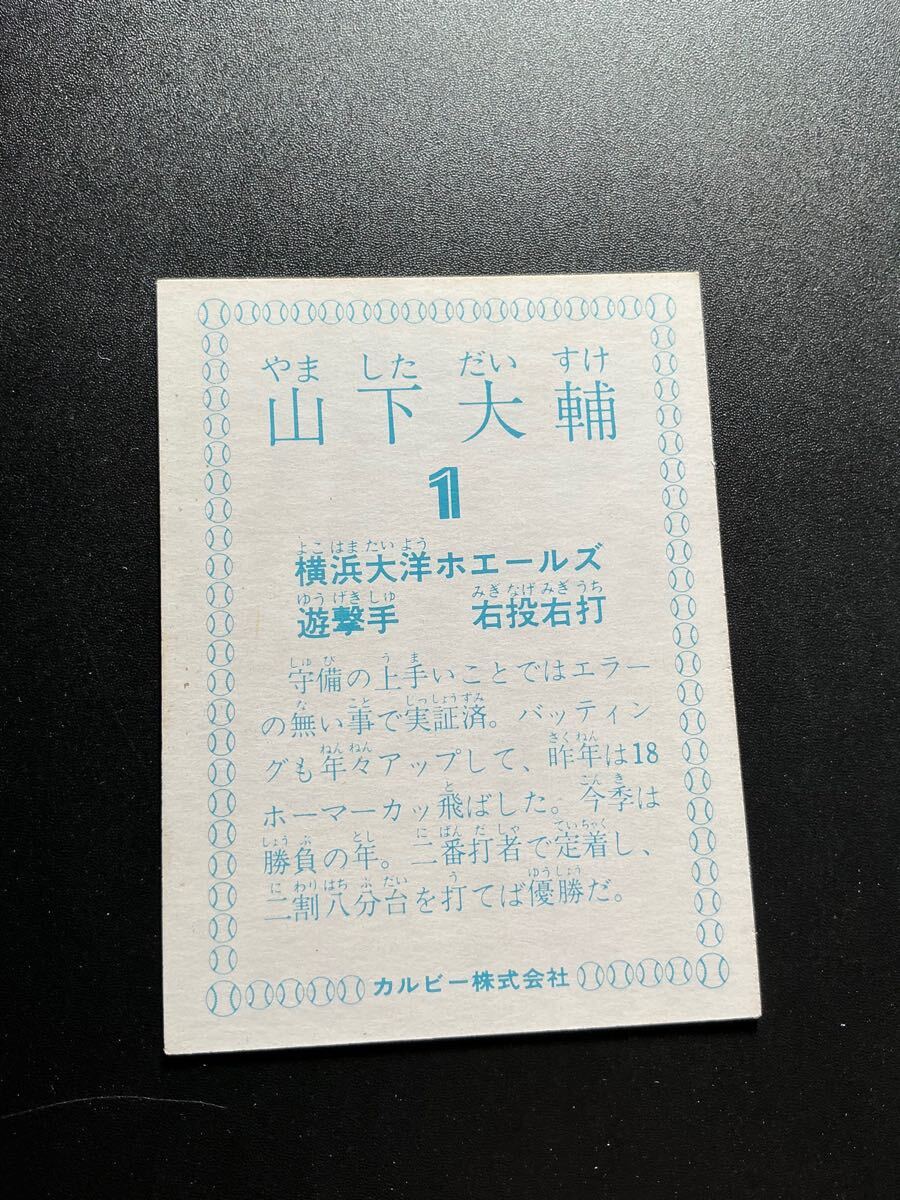 やま した だい すけ
山下大輔
1
よこ はま たい よう
横浜大洋ホエールズ
ゆう げき しゅ みぎ なげ みぎ うち
遊撃手 右投右打
しゅ び う ま
守備の上手いことではエラー
な こと じっしょうずみ
の無い事で実証済。バッティン
ねん ねん さくねん
グも年々アップして、昨年は18
と こん き
ホーマーカッ飛ばした。今季は
しょう ぶ とし に ばん だ しゃ ていちゃく
勝負の年。二番打者で定着し、
に わり はち ぶ だい う ゆうしょう
二割八分台を打てば優勝だ。
カルビー株式会社